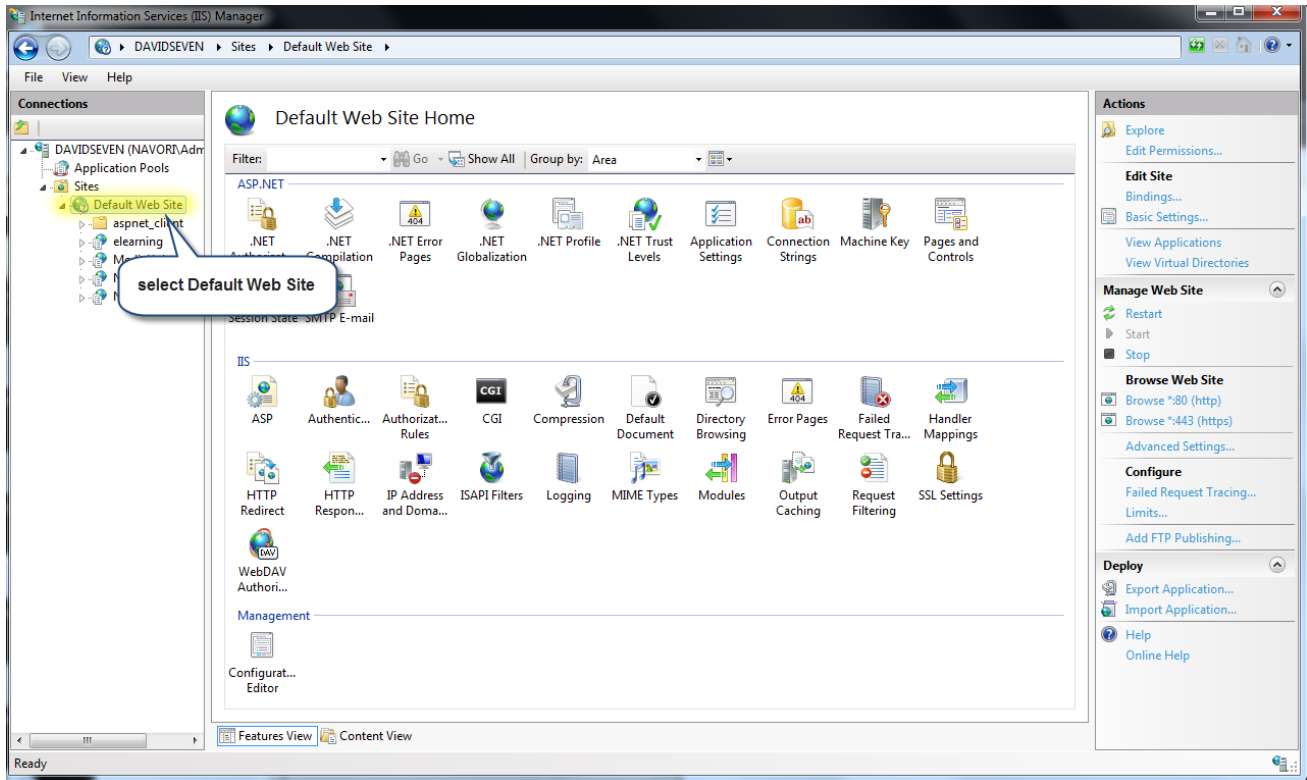 Internet Information Services (IIS) Manager
DAVIDSEVEN Sites Default Web Site
File View Help
Connections
DAVIDSEVEN (NAVORI\Adm
Application Pools
Sites
Default Web Site
aspnet_client
elearning
select Default Web Site
Default Web Site Home
Filter: Go Show All Group by: Area
ASP.NET
.NET
.NET Compilation
.NET Error Pages
.NET Globalization
.NET Profile
.NET Trust Levels
Application Settings
Connection Strings
Machine Key
Pages and Controls
Session State
SMTP E-mail
IIS
ASP
Authentic...
Authorizat... Rules
CGI
Compression
Default Document
Directory Browsing
Error Pages
Failed Request Tra...
Handler Mappings
HTTP Redirect
HTTP Respon...
IP Address and Doma...
ISAPI Filters
Logging
MIME Types
Modules
Output Caching
Request Filtering
SSL Settings
WebDAV Authori...
Management
Configurat... Editor
Features View Content View
Ready
Actions
Explore
Edit Permissions...
Edit Site
Bindings...
Basic Settings...
View Applications
View Virtual Directories
Manage Web Site
Restart
Start
Stop
Browse Web Site
Browse *:80 (http)
Browse *:443 (https)
Advanced Settings...
Configure
Failed Request Tracing...
Limits...
Add FTP Publishing...
Deploy
Export Application...
Import Application...
Help
Online Help